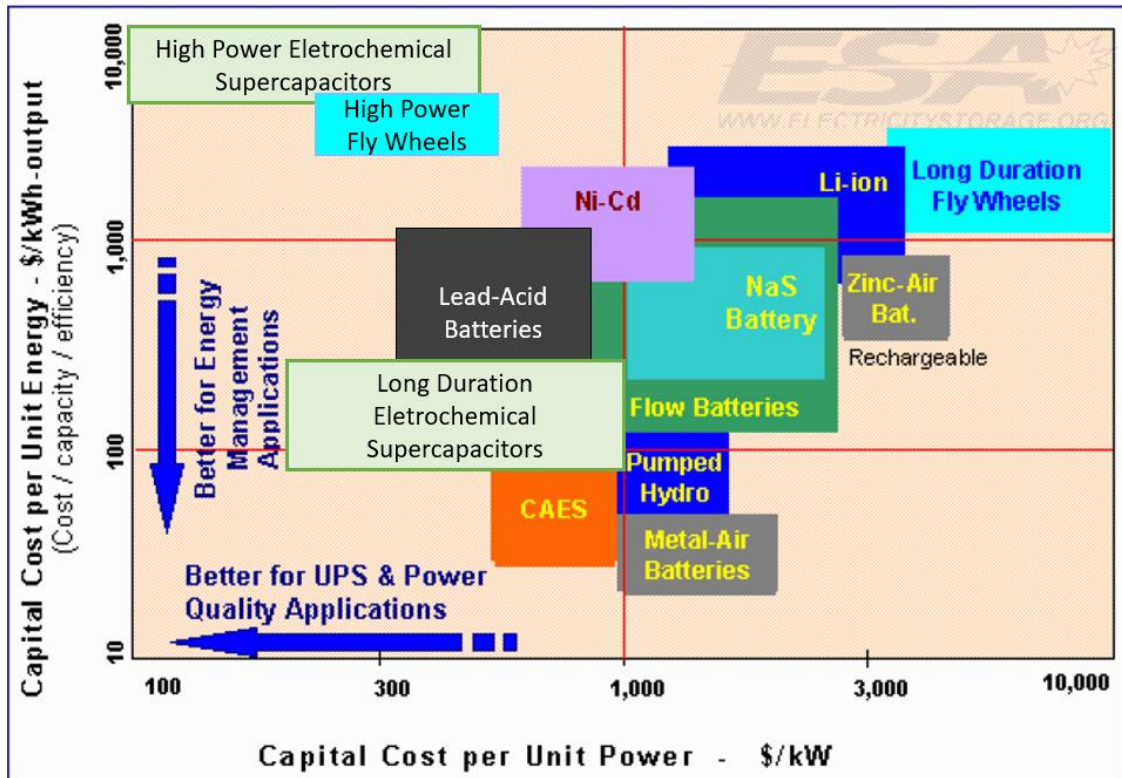 10,000
High Power Eletrochemical
Supercapacitors
ESA
WWW.ELECTRICITYSTORAGE.ORG
High Power
Fly Wheels
Ni-Cd
Li-ion
Long Duration
Fly Wheels
1,000
Lead-Acid
Batteries
NaS
Battery
Zinc-Air
Bat.
Rechargeable
Better for Energy
Management
Applications
Long Duration
Eletrochemical
Supercapacitors
Flow Batteries
100
CAES
Pumped
Hydro
Metal-Air
Batteries
Better for UPS & Power
Quality Applications
10
Capital Cost per Unit Energy - $/kWh-output
(Cost / capacity / efficiency)
100
300
1,000
3,000
10,000
Capital Cost per Unit Power - $/kW